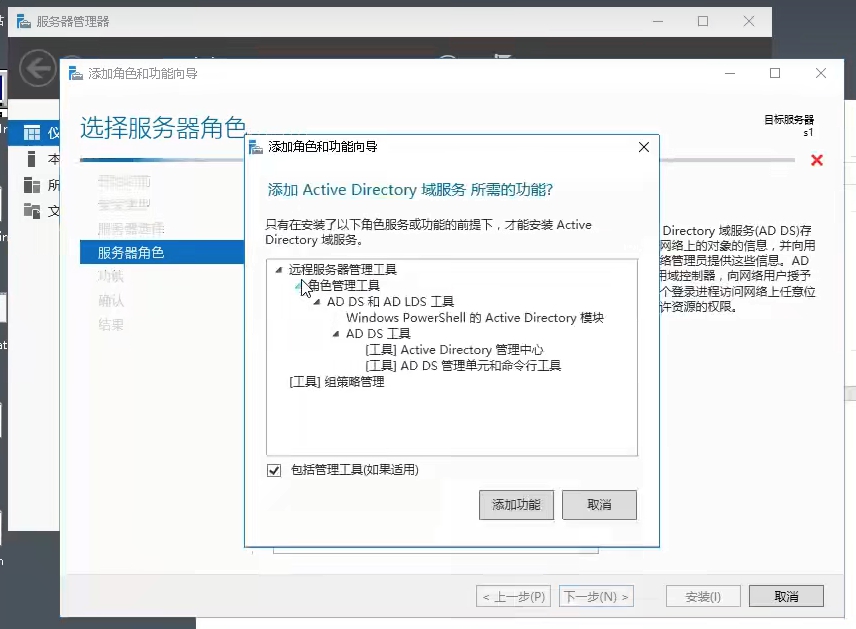 服务器管理器
添加角色和功能向导
选择服务器角色
目标服务器
s1
服务器角色
功能
确认
结果
添加角色和功能向导
添加 Active Directory 域服务 所需的功能?
只有在安装了以下角色服务或功能的前提下，才能安装 Active
Directory 域服务。
远程服务器管理工具
角色管理工具
AD DS 和 AD LDS 工具
Windows PowerShell 的 Active Directory 模块
AD DS 工具
[工具] Active Directory 管理中心
[工具] AD DS 管理单元和命令行工具
[工具] 组策略管理
包括管理工具(如果适用)
添加功能
取消
Directory 域服务(AD DS)存
网络上的对象的信息，并向用
络管理员提供这些信息。AD
用域控制器，向网络用户授予
个登录进程访问网络上任意位
许资源的权限。
< 上一步(P)
下一步(N) >
安装(I)
取消